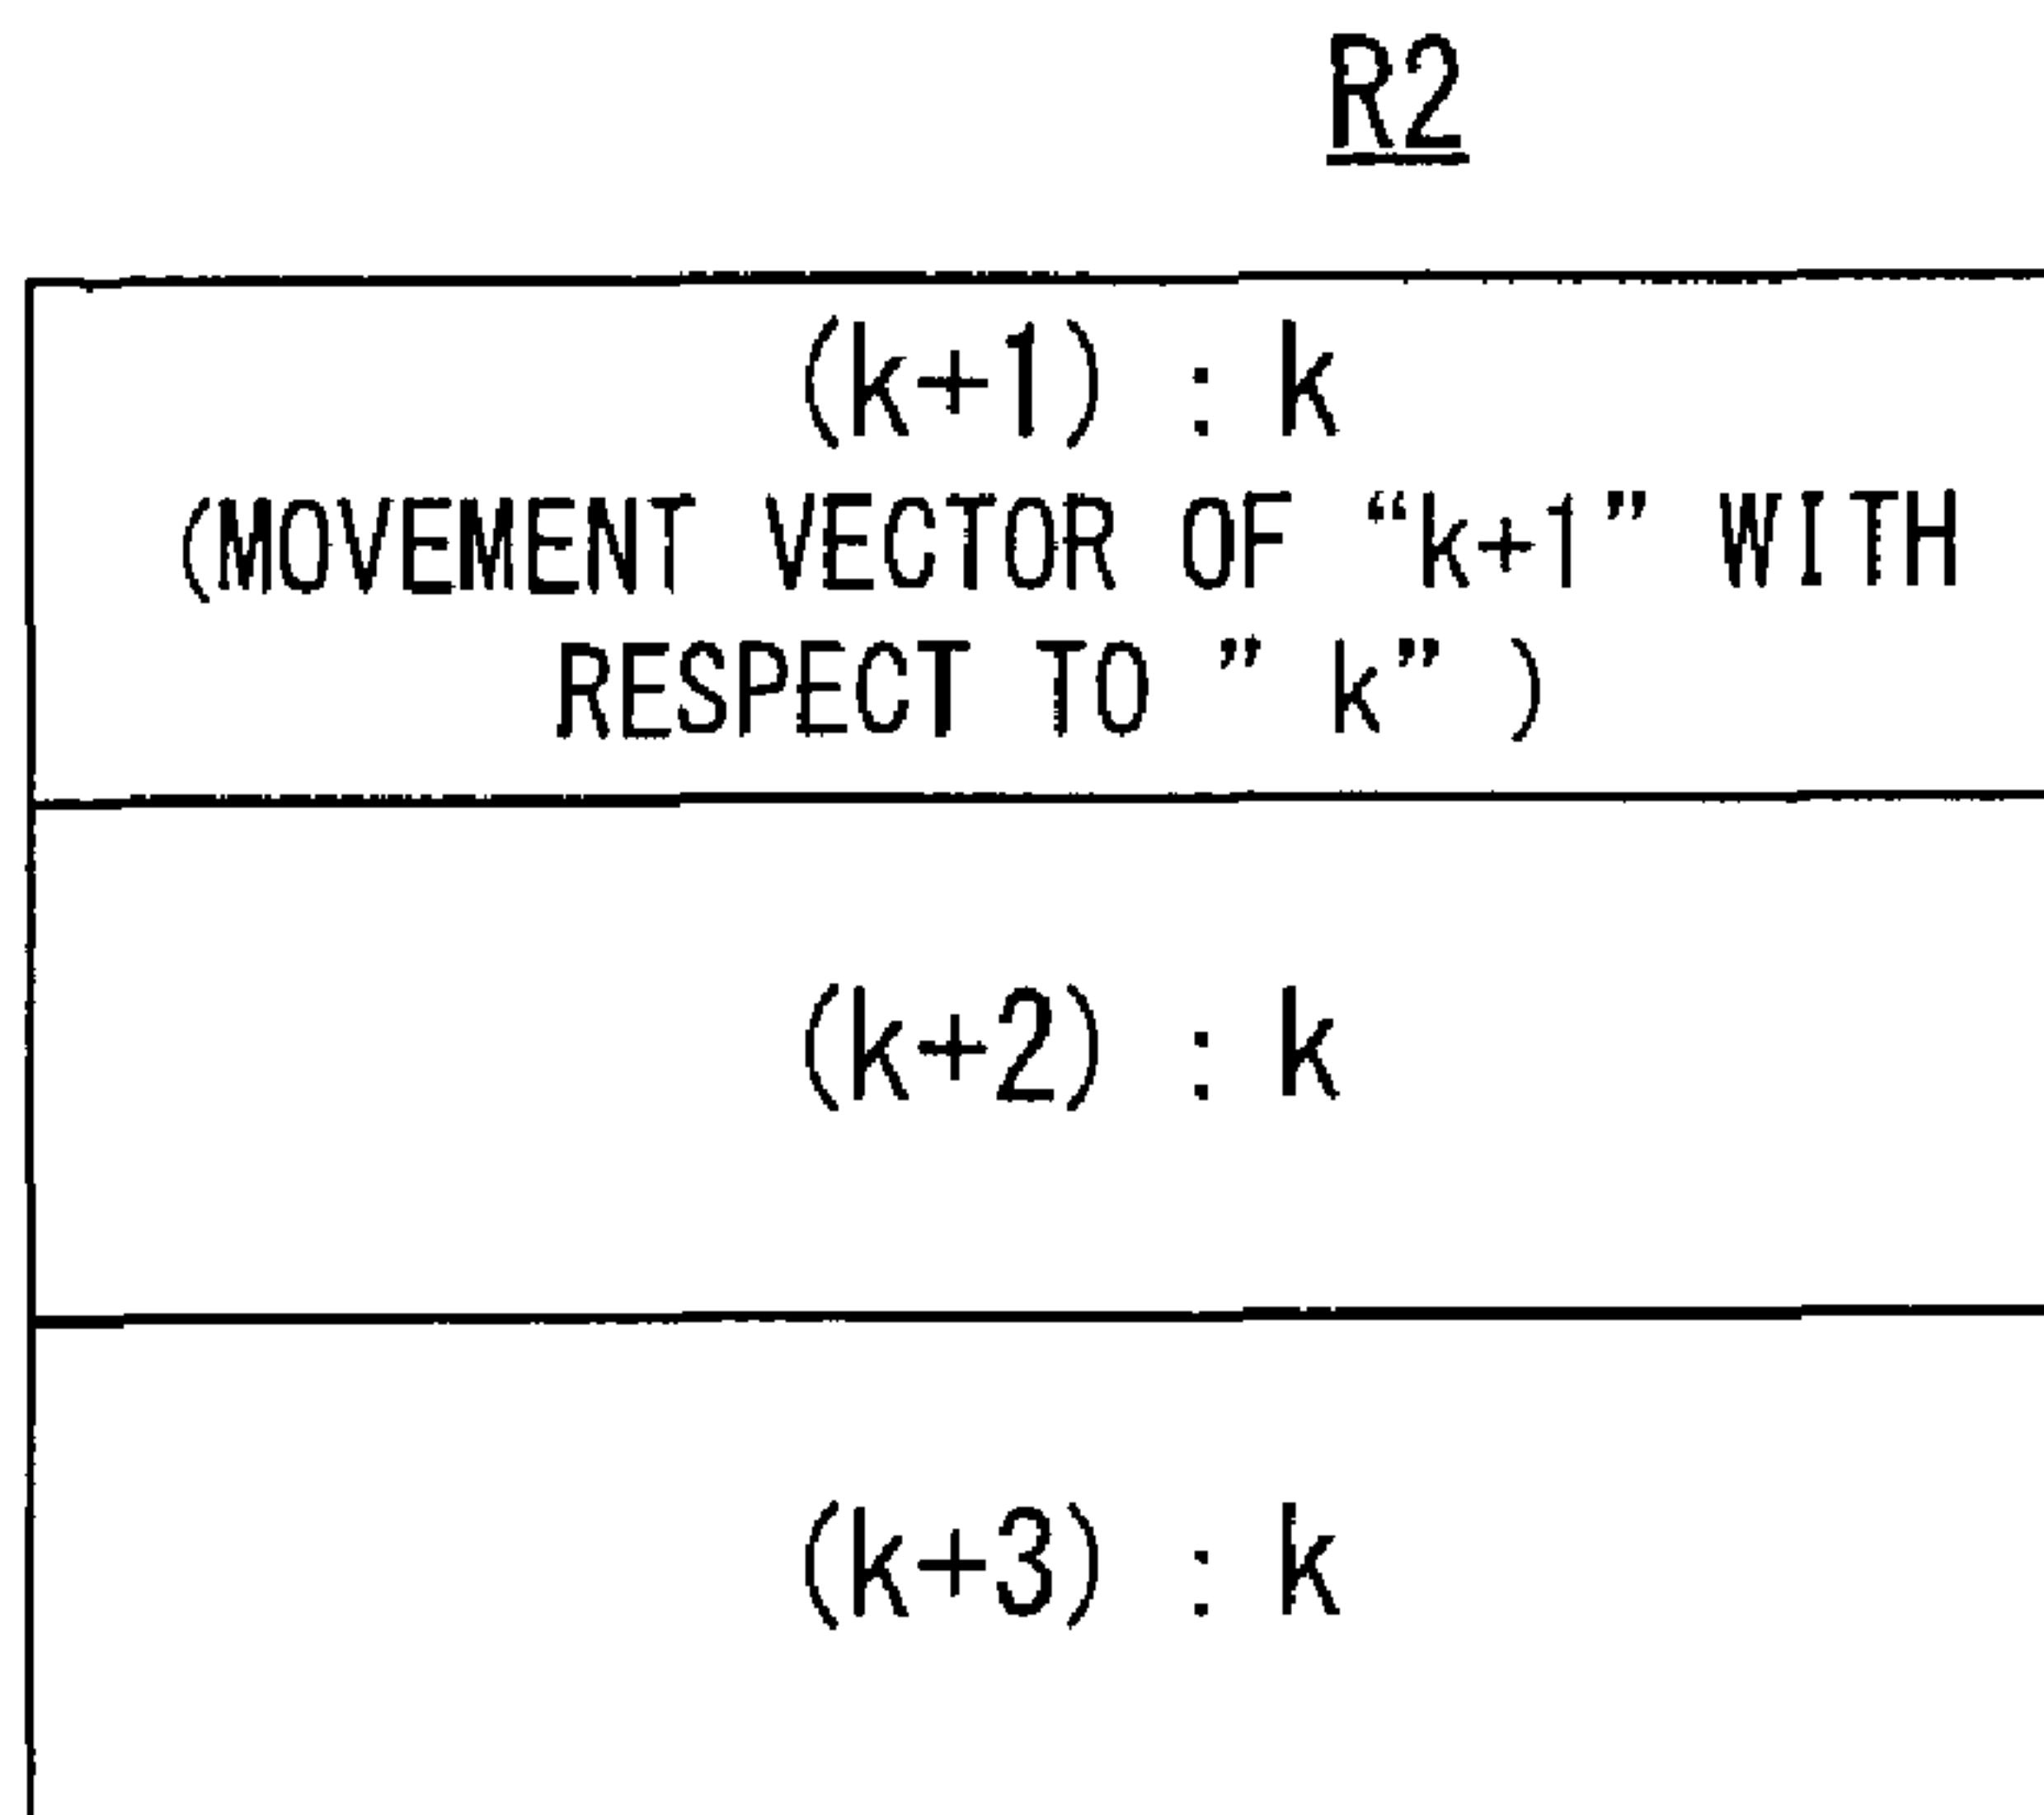 R2
(k+1) : k
(MOVEMENT VECTOR OF “k+1” WITH
RESPECT TO ” k” )
(k+2) : k
(k+3) : k